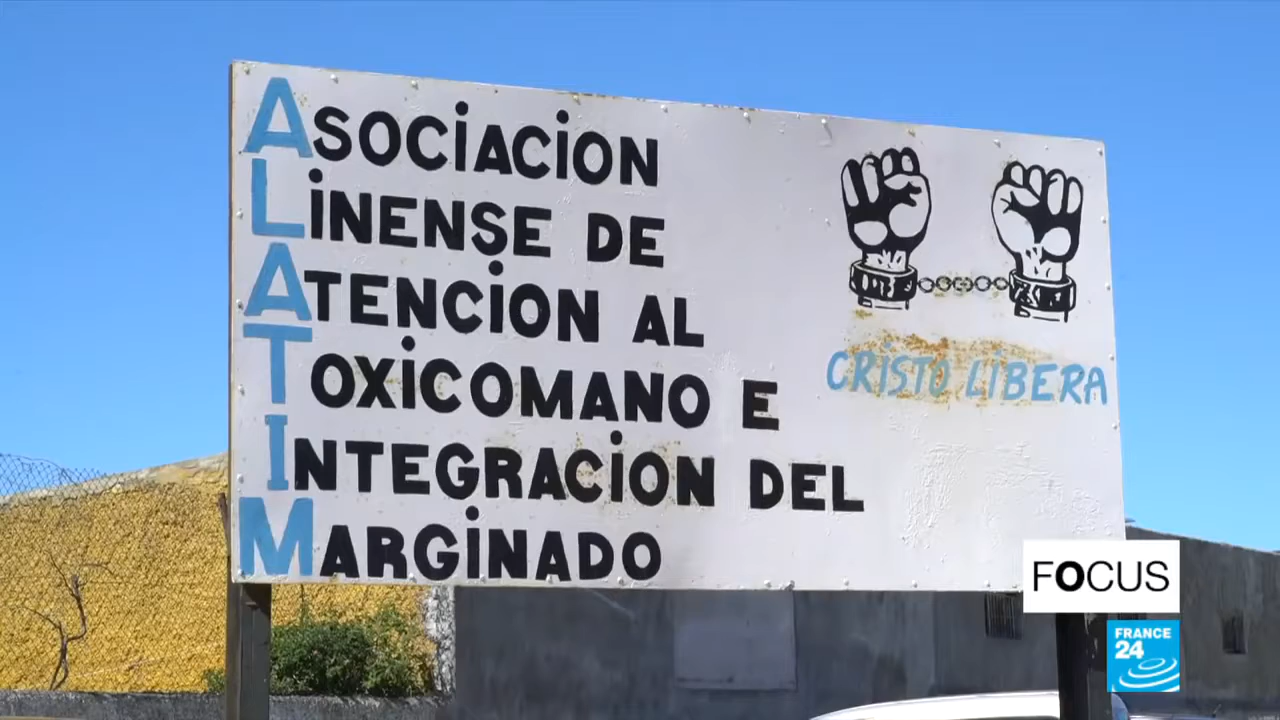 ASOCiACiON
LiNENSE DE
ATENCiON AL
TOXiCOMANO E
INTEGRACiON DEL
MARGiNADO
CRiSTO LiBERA
FOCUS
FRANCE
24